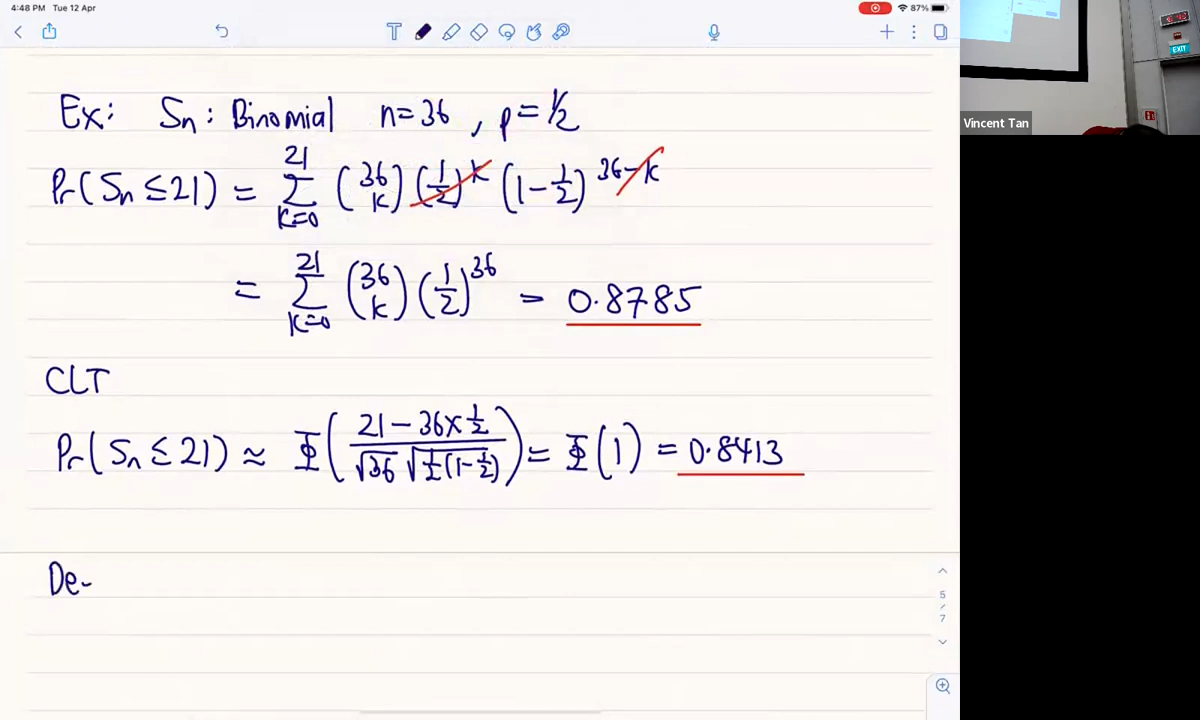 4:48 PM Tue 12 Apr
87%
Ex: Sn : Binomial n=36 , p=1/2
Pr(Sn ≤ 21) = Σ_{k=0}^{21} (36 k) (1/2)^k (1-1/2)^{36-k}
= Σ_{k=0}^{21} (36 k) (1/2)^{36} = 0.8785
CLT
Pr(Sn ≤ 21) ≈ Φ( (21-36×1/2) / (√36 √(1/2(1-1/2))) ) = Φ(1) = 0.8413
De-
5
/
7
EXIT
Vincent Tan